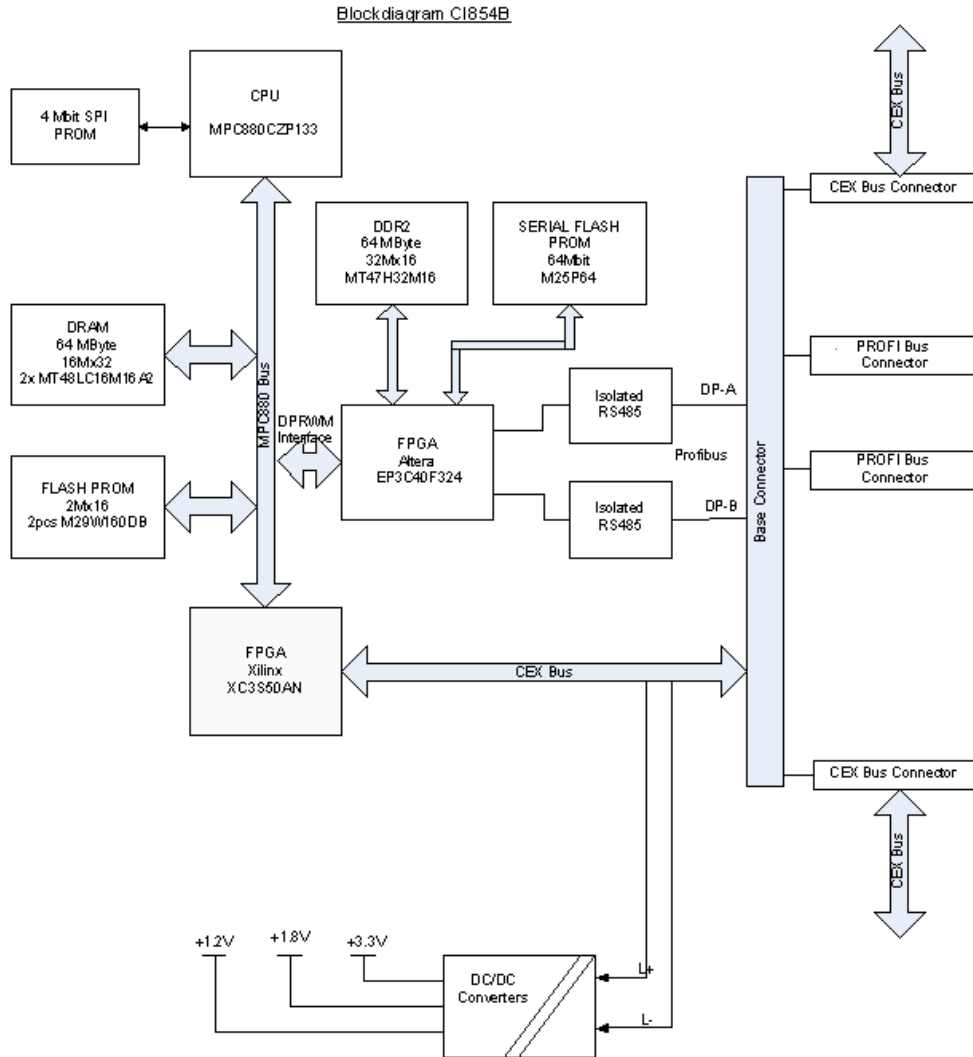 Blockdiagram CI854B
CPU
MPC880CZP133
4 Mbit SPI
PROM
CEX Bus
CEX Bus Connector
DDR2
64 MByte
32Mx16
MT47H32M16
SERIAL FLASH
PROM
64Mbit
M25P64
DRAM
64 MByte
16Mx32
2x MT48LC16M16A2
MPC880 Bus
PROFI Bus
Connector
DPRWM
Interface
FPGA
Altera
EP3C40F324
Isolated
RS485
DP-A
Profibus
Isolated
RS485
DP-B
Base Connector
PROFI Bus
Connector
FLASH PROM
2Mx16
2pcs M29W160DB
FPGA
Xilinx
XC3S50AN
CEX Bus
CEX Bus Connector
CEX Bus
+1.2V
+1.8V
+3.3V
DC/DC
Converters
L+
L-